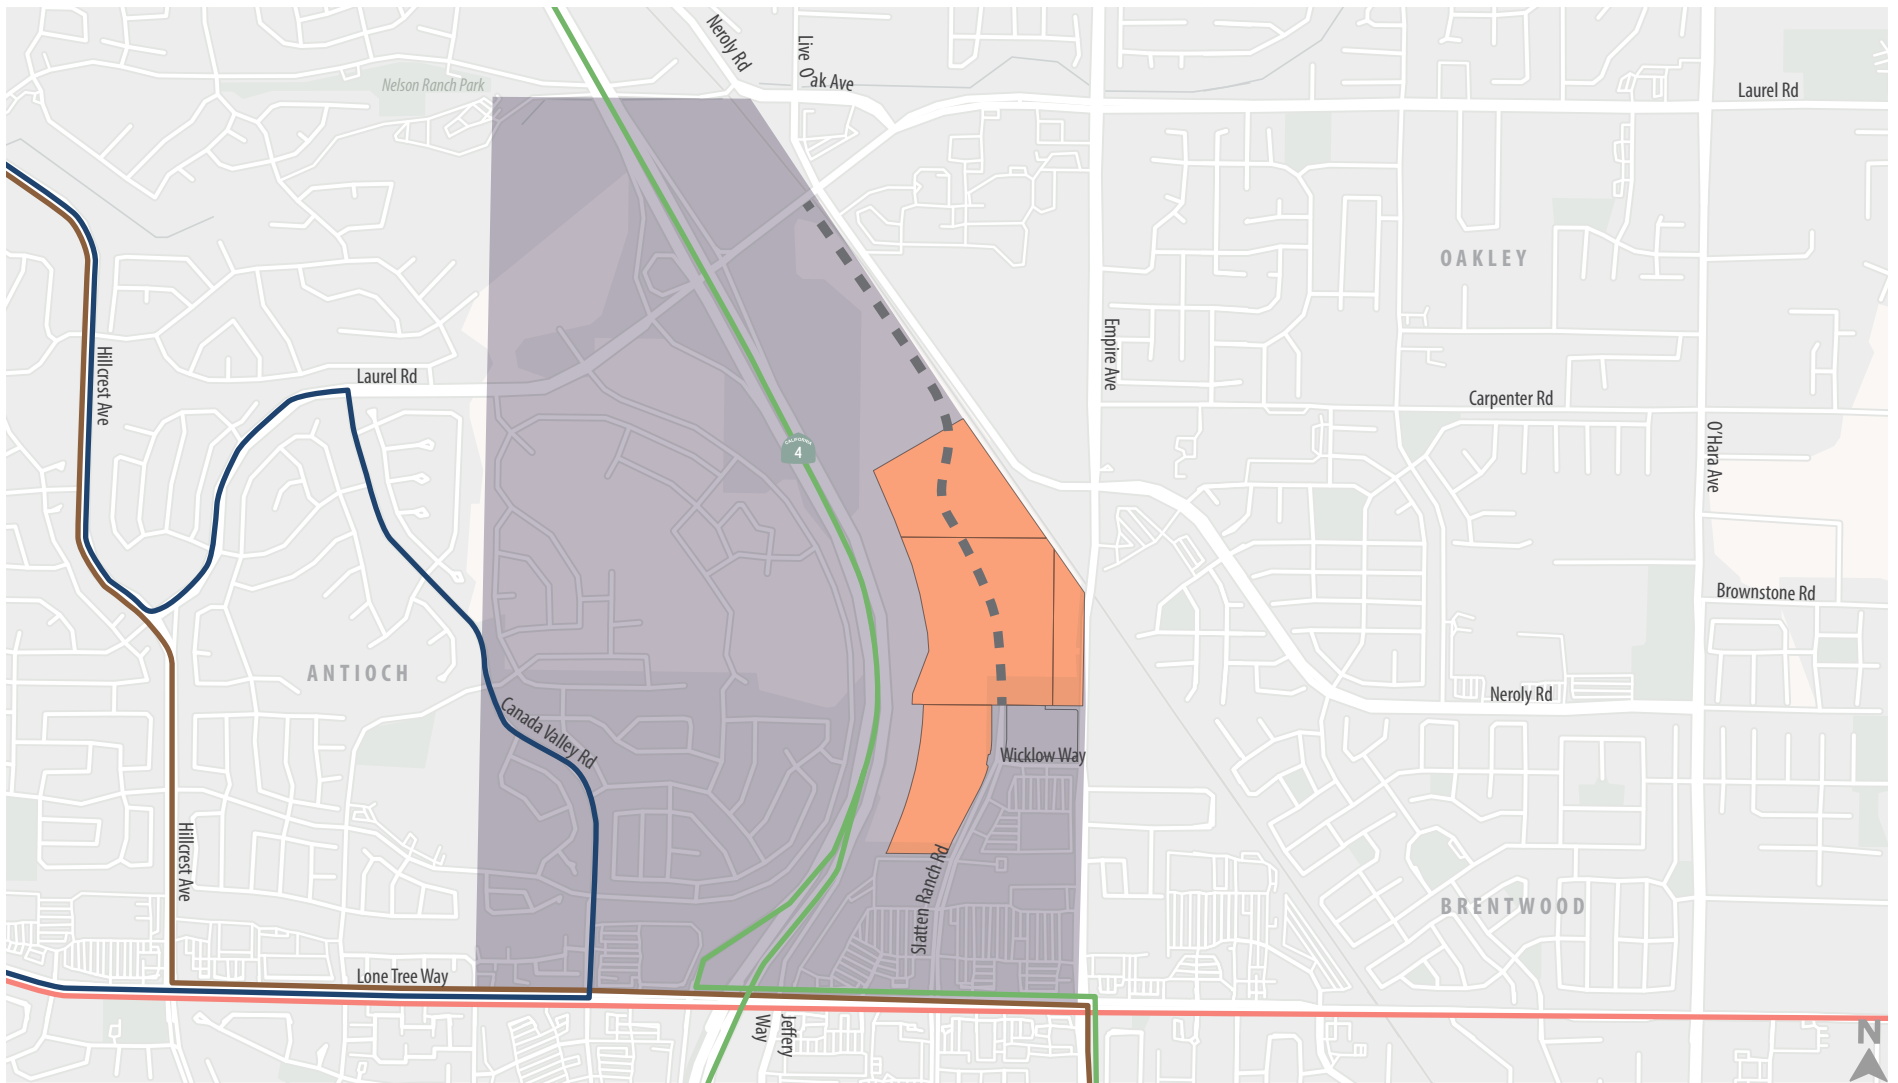 Neroly Rd
Live Oak Ave
Nelson Ranch Park
Laurel Rd
OAKLEY
Hillcrest Ave
Empire Ave
Laurel Rd
Carpenter Rd
O'Hara Ave
CALIFORNIA
4
Brownstone Rd
ANTIOCH
Neroly Rd
Canada Valley Rd
Wicklow Way
Hillcrest Ave
Slatten Ranch Rd
BRENTWOOD
Lone Tree Way
Jeffery
Way
N